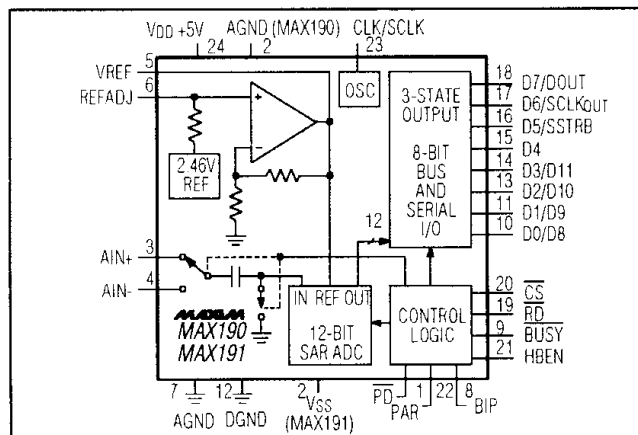 VDD +5V AGND (MAX190) CLK/SCLK
24 2 23
VREF 5
REFADJ 6
OSC
2.46V
REF
+
−
3-STATE
OUTPUT
8-BIT
BUS
AND
SERIAL
I/O
18 D7/DOUT
17 D6/SCLKOUT
16 D5/SSTRB
15 D4
14 D3/D11
13 D2/D10
11 D1/D9
10 D0/D8
12
AIN+ 3
AIN- 4
MAXIM
MAX190
MAX191
IN REF OUT
12-BIT
SAR ADC
CONTROL
LOGIC
20 CS
19 RD
9 BUSY
21 HBEN
7 12 2 1 22 8
AGND DGND VSS
(MAX191)
PD PAR BIP